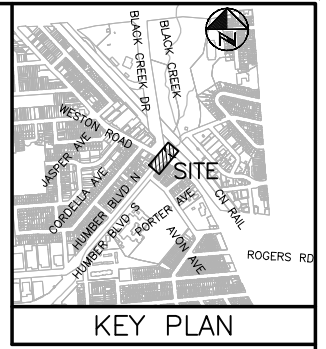 BLACK CREEK DR
BLACK CREEK
N
WESTON ROAD
JASPER AVE
SITE
CORDELLA AVE
HUMBER BLVD N
HUMBER BLVD S
PORTER AVE
CN RAIL
AVON AVE
ROGERS RD
KEY PLAN